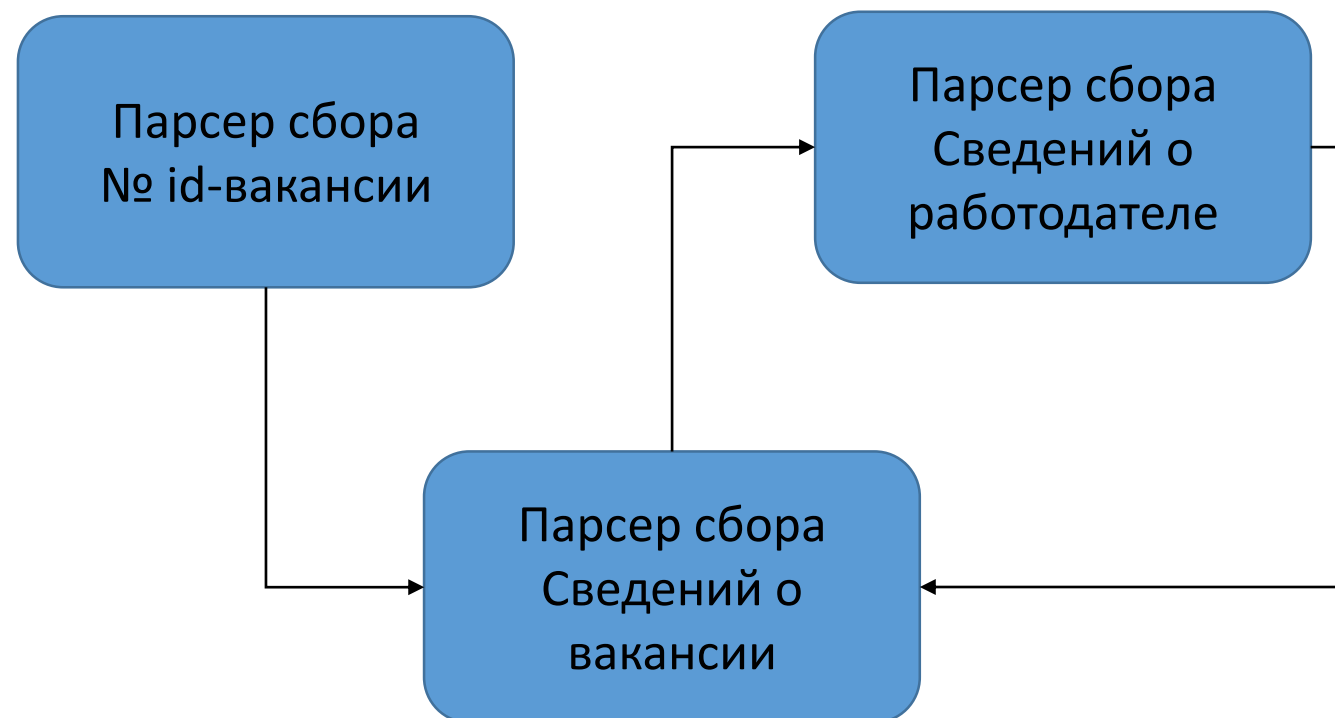 Парсер сбора
№ id-вакансии
Парсер сбора
Сведений о
работодателе
Парсер сбора
Сведений о
вакансии